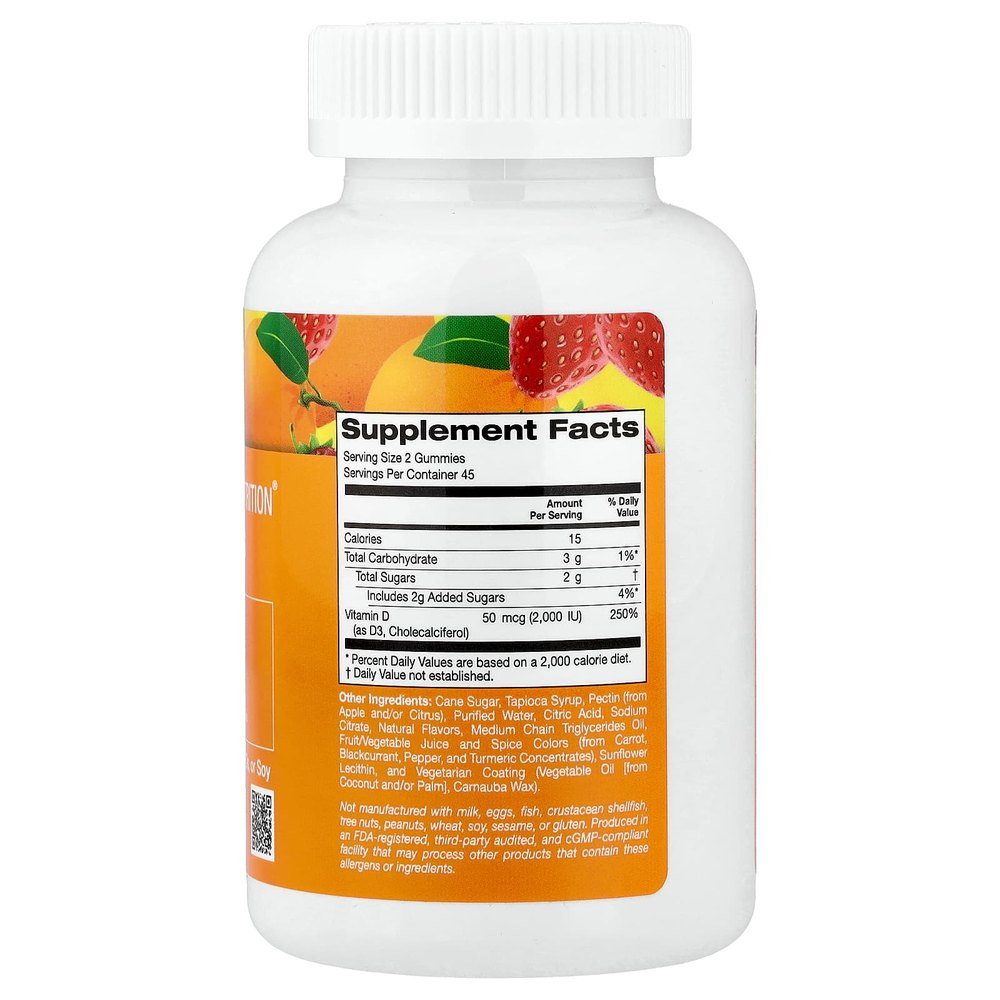 Supplement Facts
Serving Size 2 Gummies
Servings Per Container 45
Amount Per Serving
% Daily Value
Calories 15
Total Carbohydrate 3 g 1%*
Total Sugars 2 g †
Includes 2g Added Sugars 4%*
Vitamin D 50 mcg (2,000 IU) 250%
(as D3, Cholecalciferol)
* Percent Daily Values are based on a 2,000 calorie diet.
† Daily Value not established.
Other Ingredients: Cane Sugar, Tapioca Syrup, Pectin (from
Apple and/or Citrus), Purified Water, Citric Acid, Sodium
Citrate, Natural Flavors, Medium Chain Triglycerides Oil,
Fruit/Vegetable Juice and Spice Colors (from Carrot,
Blackcurrant, Pepper, and Turmeric Concentrates), Sunflower
Lecithin, and Vegetarian Coating (Vegetable Oil [from
Coconut and/or Palm], Carnauba Wax).
Not manufactured with milk, eggs, fish, crustacean shellfish,
tree nuts, peanuts, wheat, soy, sesame, or gluten. Produced in
an FDA-registered, third-party audited, and cGMP-compliant
facility that may process other products that contain these
allergens or ingredients.
or Soy